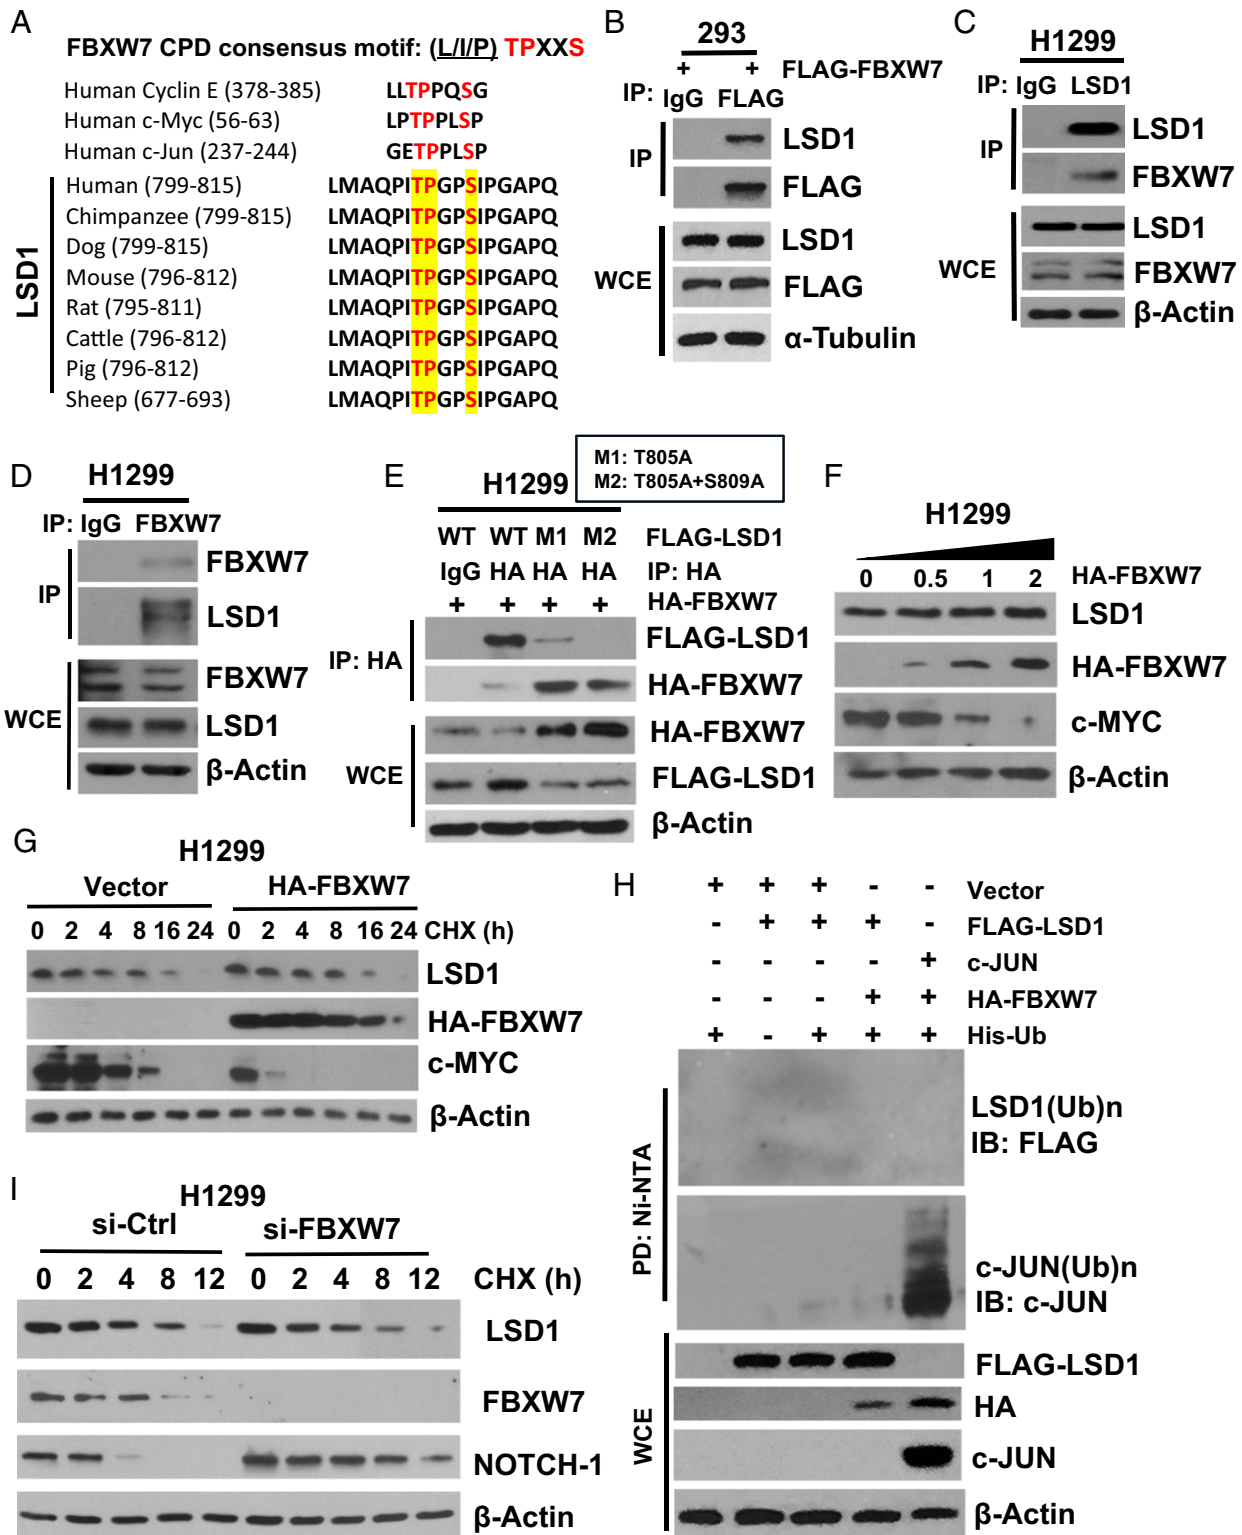 A
FBXW7 CPD consensus motif: (L/I/P) TPXXS
Human Cyclin E (378-385) LLTPPQSG
Human c-Myc (56-63) LPTPPLSP
Human c-Jun (237-244) GETPPLSP
LSD1
Human (799-815) LMAQPITPGPSIPGAPQ
Chimpanzee (799-815) LMAQPITPGPSIPGAPQ
Dog (799-815) LMAQPITPGPSIPGAPQ
Mouse (796-812) LMAQPITPGPSIPGAPQ
Rat (795-811) LMAQPITPGPSIPGAPQ
Cattle (796-812) LMAQPITPGPSIPGAPQ
Pig (796-812) LMAQPITPGPSIPGAPQ
Sheep (677-693) LMAQPITPGPSIPGAPQ
B
293
+ + FLAG-FBXW7
IP: IgG FLAG
IP
LSD1
FLAG
WCE
LSD1
FLAG
α-Tubulin
C
H1299
IP: IgG LSD1
IP
LSD1
FBXW7
WCE
LSD1
FBXW7
β-Actin
D
H1299
IP: IgG FBXW7
IP
FBXW7
LSD1
WCE
FBXW7
LSD1
β-Actin
E
M1: T805A
M2: T805A+S809A
H1299
WT WT M1 M2 FLAG-LSD1
IgG HA HA HA IP: HA
+ + + + HA-FBXW7
IP: HA
FLAG-LSD1
HA-FBXW7
WCE
HA-FBXW7
FLAG-LSD1
β-Actin
F
H1299
0 0.5 1 2 HA-FBXW7
LSD1
HA-FBXW7
c-MYC
β-Actin
G
H1299
Vector HA-FBXW7
0 2 4 8 16 24 0 2 4 8 16 24 CHX (h)
LSD1
HA-FBXW7
c-MYC
β-Actin
H
+ + + - - Vector
- + + + - FLAG-LSD1
- - - - + c-JUN
- - - + + HA-FBXW7
+ - + + + His-Ub
PD: Ni-NTA
LSD1(Ub)n
IB: FLAG
c-JUN(Ub)n
IB: c-JUN
WCE
FLAG-LSD1
HA
c-JUN
β-Actin
I
H1299
si-Ctrl si-FBXW7
0 2 4 8 12 0 2 4 8 12 CHX (h)
LSD1
FBXW7
NOTCH-1
β-Actin